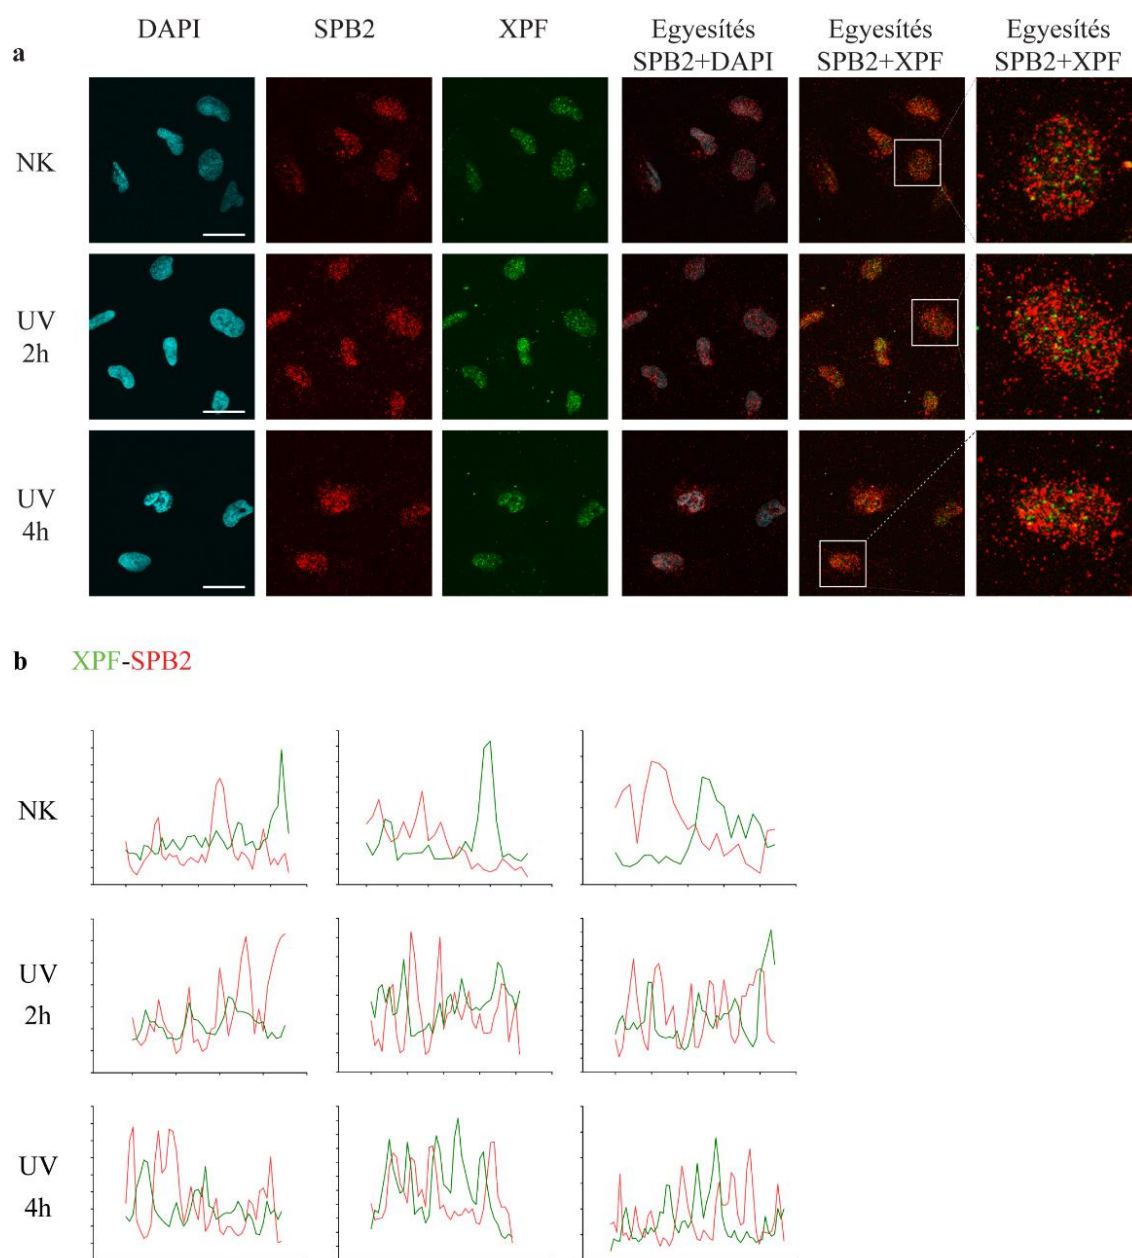 DAPI
SPB2
XPF
Egyesítés
SPB2+DAPI
Egyesítés
SPB2+XPF
Egyesítés
SPB2+XPF
a
NK
UV
2h
UV
4h
b XPF-SPB2
NK
UV
2h
UV
4h